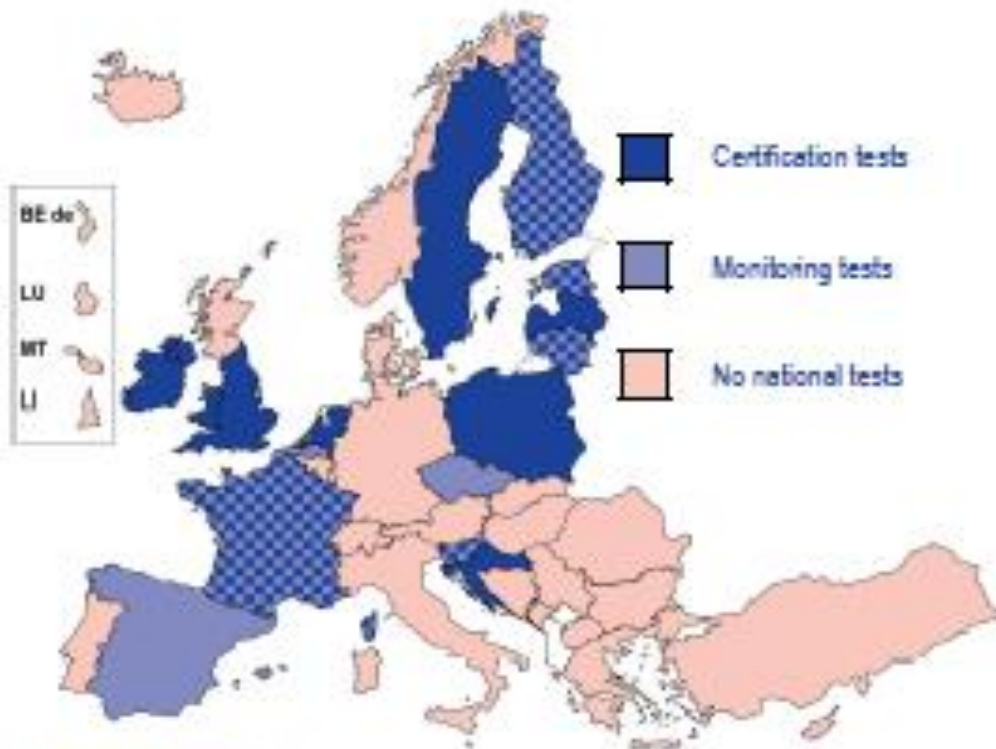 Certification tests
BE de
Monitoring tests
LU
MT
No national tests
LI